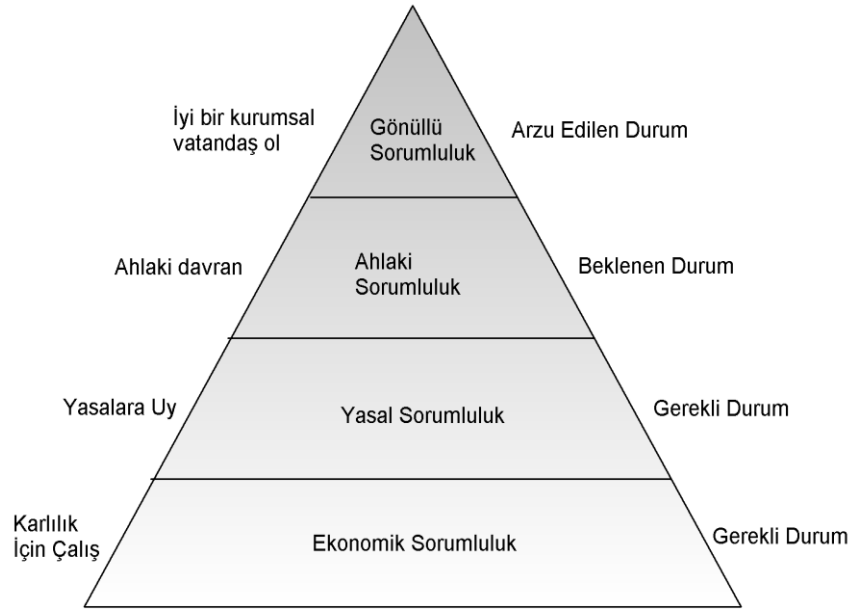 İyi bir kurumsal
vatandaş ol
Gönüllü
Sorumluluk
Arzu Edilen Durum
Ahlaki davran
Ahlaki
Sorumluluk
Beklenen Durum
Yasalara Uy
Yasal Sorumluluk
Gerekli Durum
Karlılık
İçin Çalış
Ekonomik Sorumluluk
Gerekli Durum